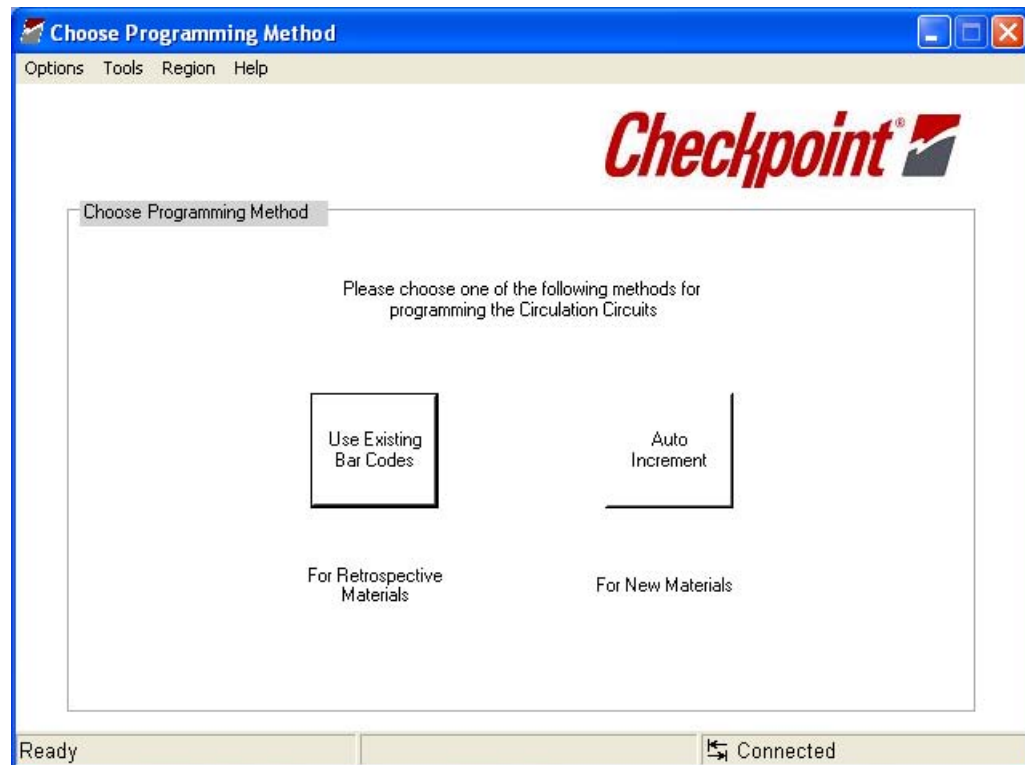 Choose Programming Method
Options Tools Region Help
Checkpoint®
Choose Programming Method
Please choose one of the following methods for
programming the Circulation Circuits
Use Existing
Bar Codes
Auto
Increment
For Retrospective
Materials
For New Materials
Ready
Connected